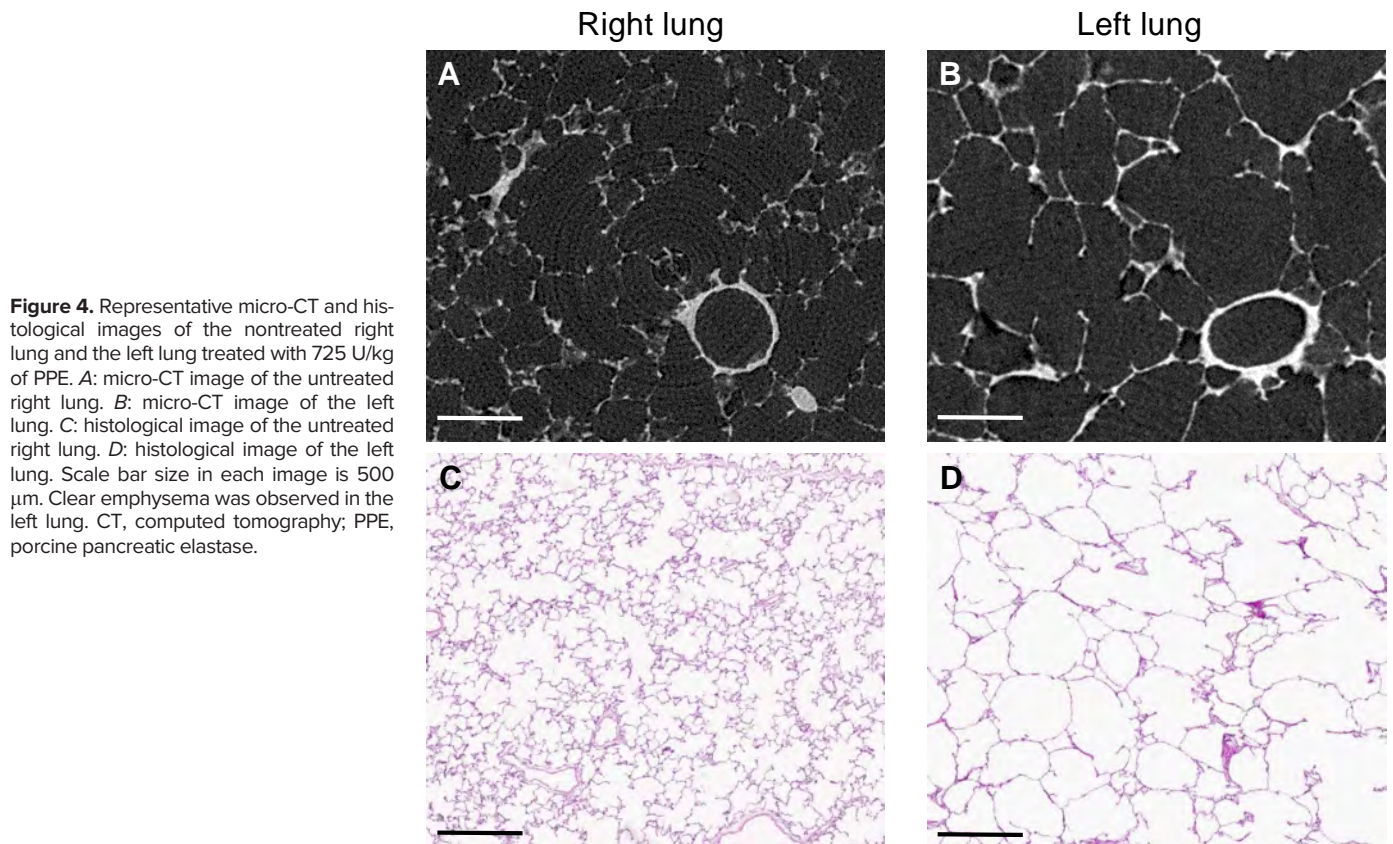 Right lung
Left lung
A
B
Figure 4. Representative micro-CT and his-
tological images of the nontreated right
lung and the left lung treated with 725 U/kg
of PPE. A: micro-CT image of the untreated
right lung. B: micro-CT image of the left
lung. C: histological image of the untreated
right lung. D: histological image of the left
lung. Scale bar size in each image is 500
μm. Clear emphysema was observed in the
left lung. CT, computed tomography; PPE,
porcine pancreatic elastase.
C
D